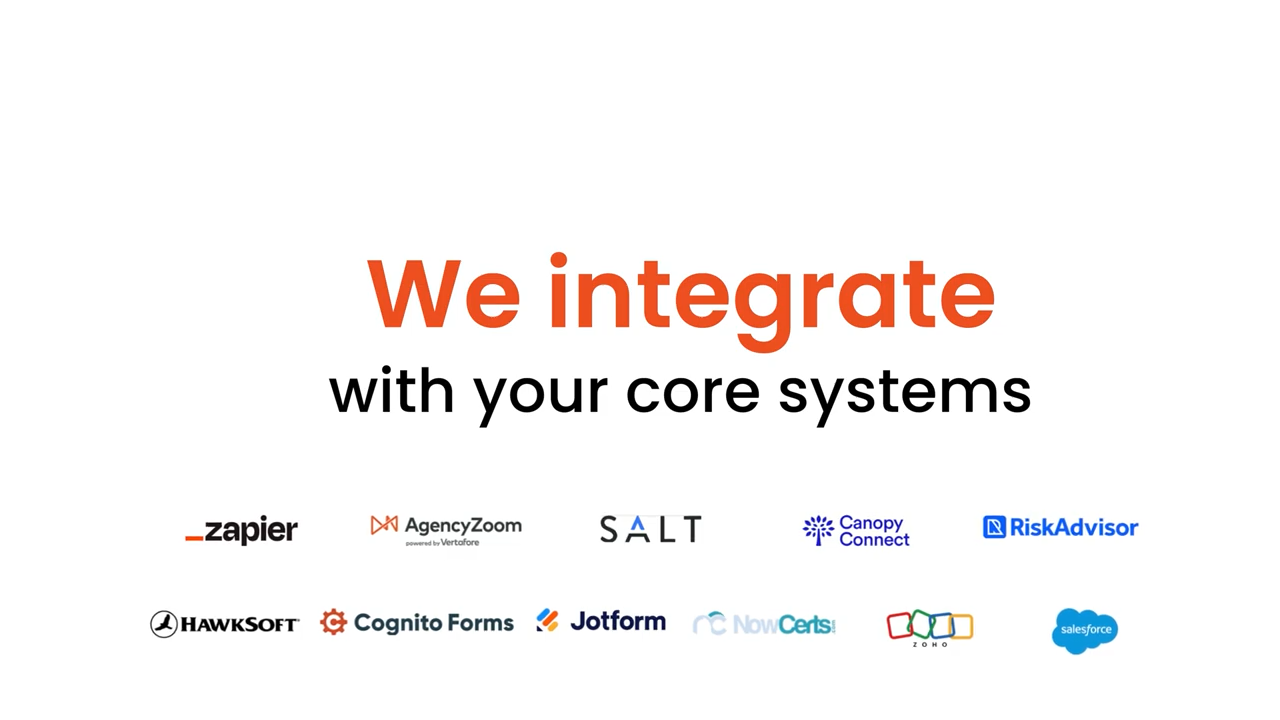 We integrate
with your core systems
zapier
AgencyZoom
powered by Vertafore
SALT
Canopy
Connect
RiskAdvisor
HAWKSOFT
Cognito Forms
Jotform
NowCerts
ZOHO
salesforce